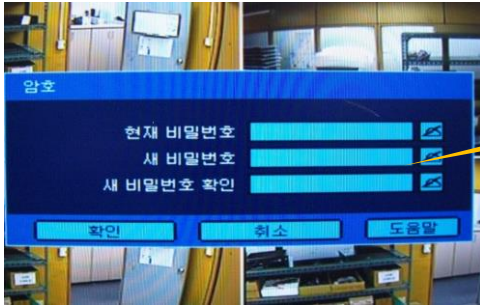 암호
현재 비밀번호
새 비밀번호
새 비밀번호 확인
확인 취소 도움말